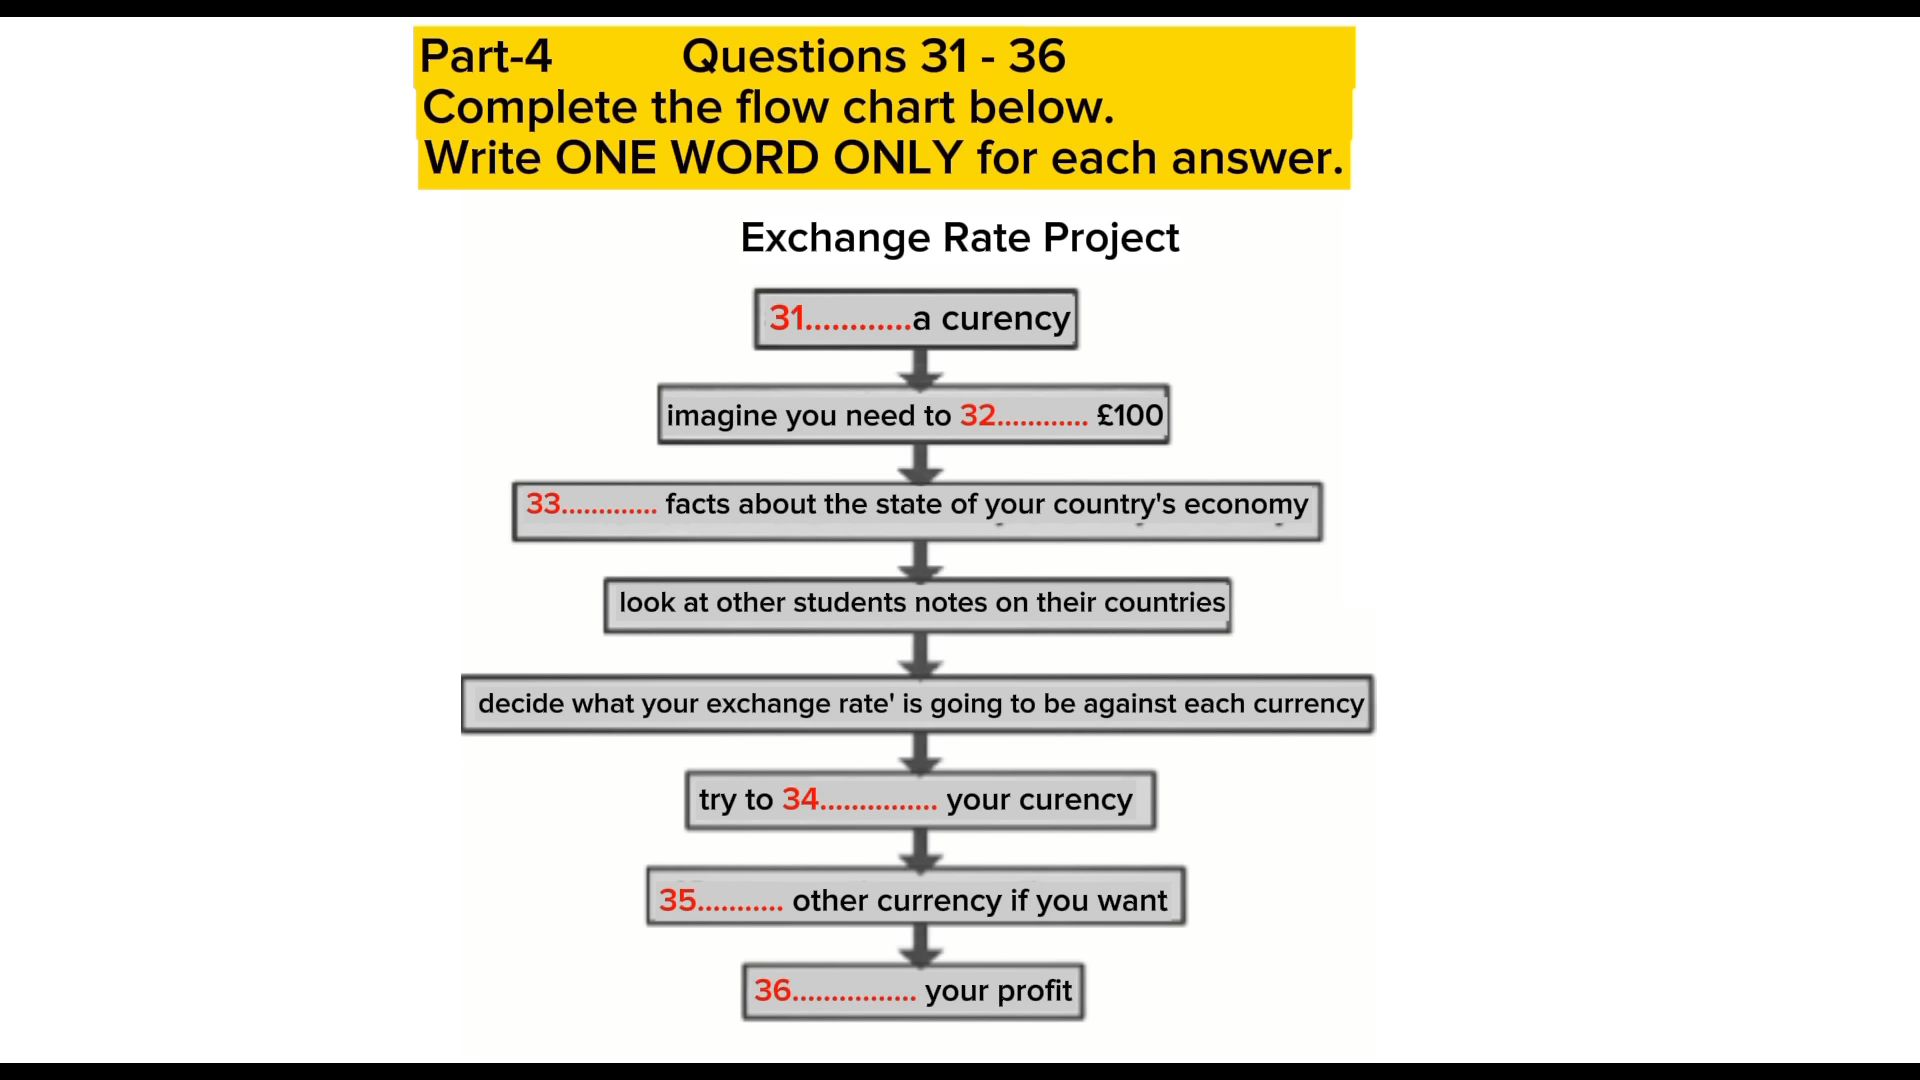 Part-4 Questions 31 - 36
Complete the flow chart below.
Write ONE WORD ONLY for each answer.
Exchange Rate Project
31............a curency
imagine you need to 32............ £100
33............. facts about the state of your country's economy
look at other students notes on their countries
decide what your exchange rate' is going to be against each currency
try to 34............... your curency
35........... other currency if you want
36................ your profit